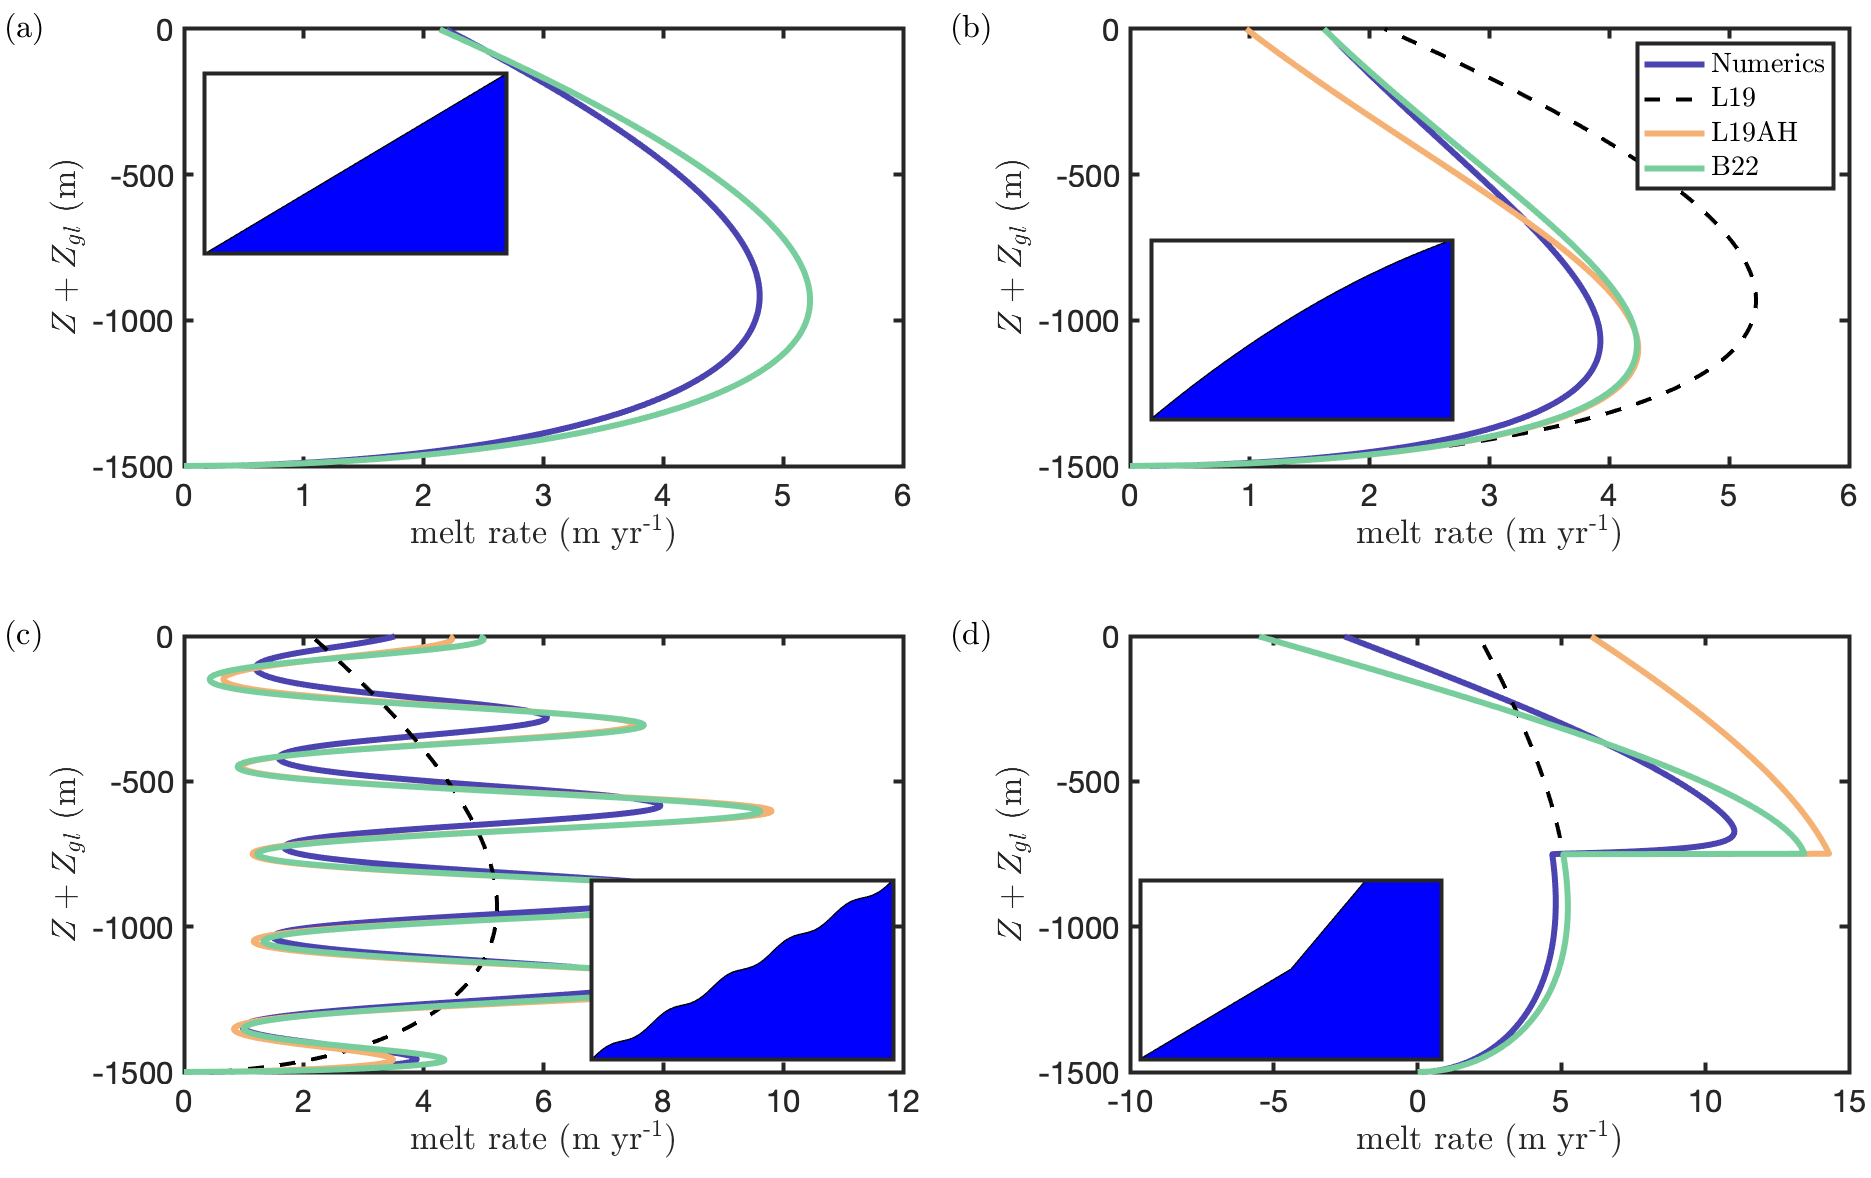 (a)
0
-500
-1000
-1500
Z + Z_gl (m)
0 1 2 3 4 5 6
melt rate (m yr⁻¹)
(b)
0
-500
-1000
-1500
Z + Z_gl (m)
0 1 2 3 4 5 6
melt rate (m yr⁻¹)
Numerics
L19
L19AH
B22
(c)
0
-500
-1000
-1500
Z + Z_gl (m)
0 2 4 6 8 10 12
melt rate (m yr⁻¹)
(d)
0
-500
-1000
-1500
Z + Z_gl (m)
-10 -5 0 5 10 15
melt rate (m yr⁻¹)